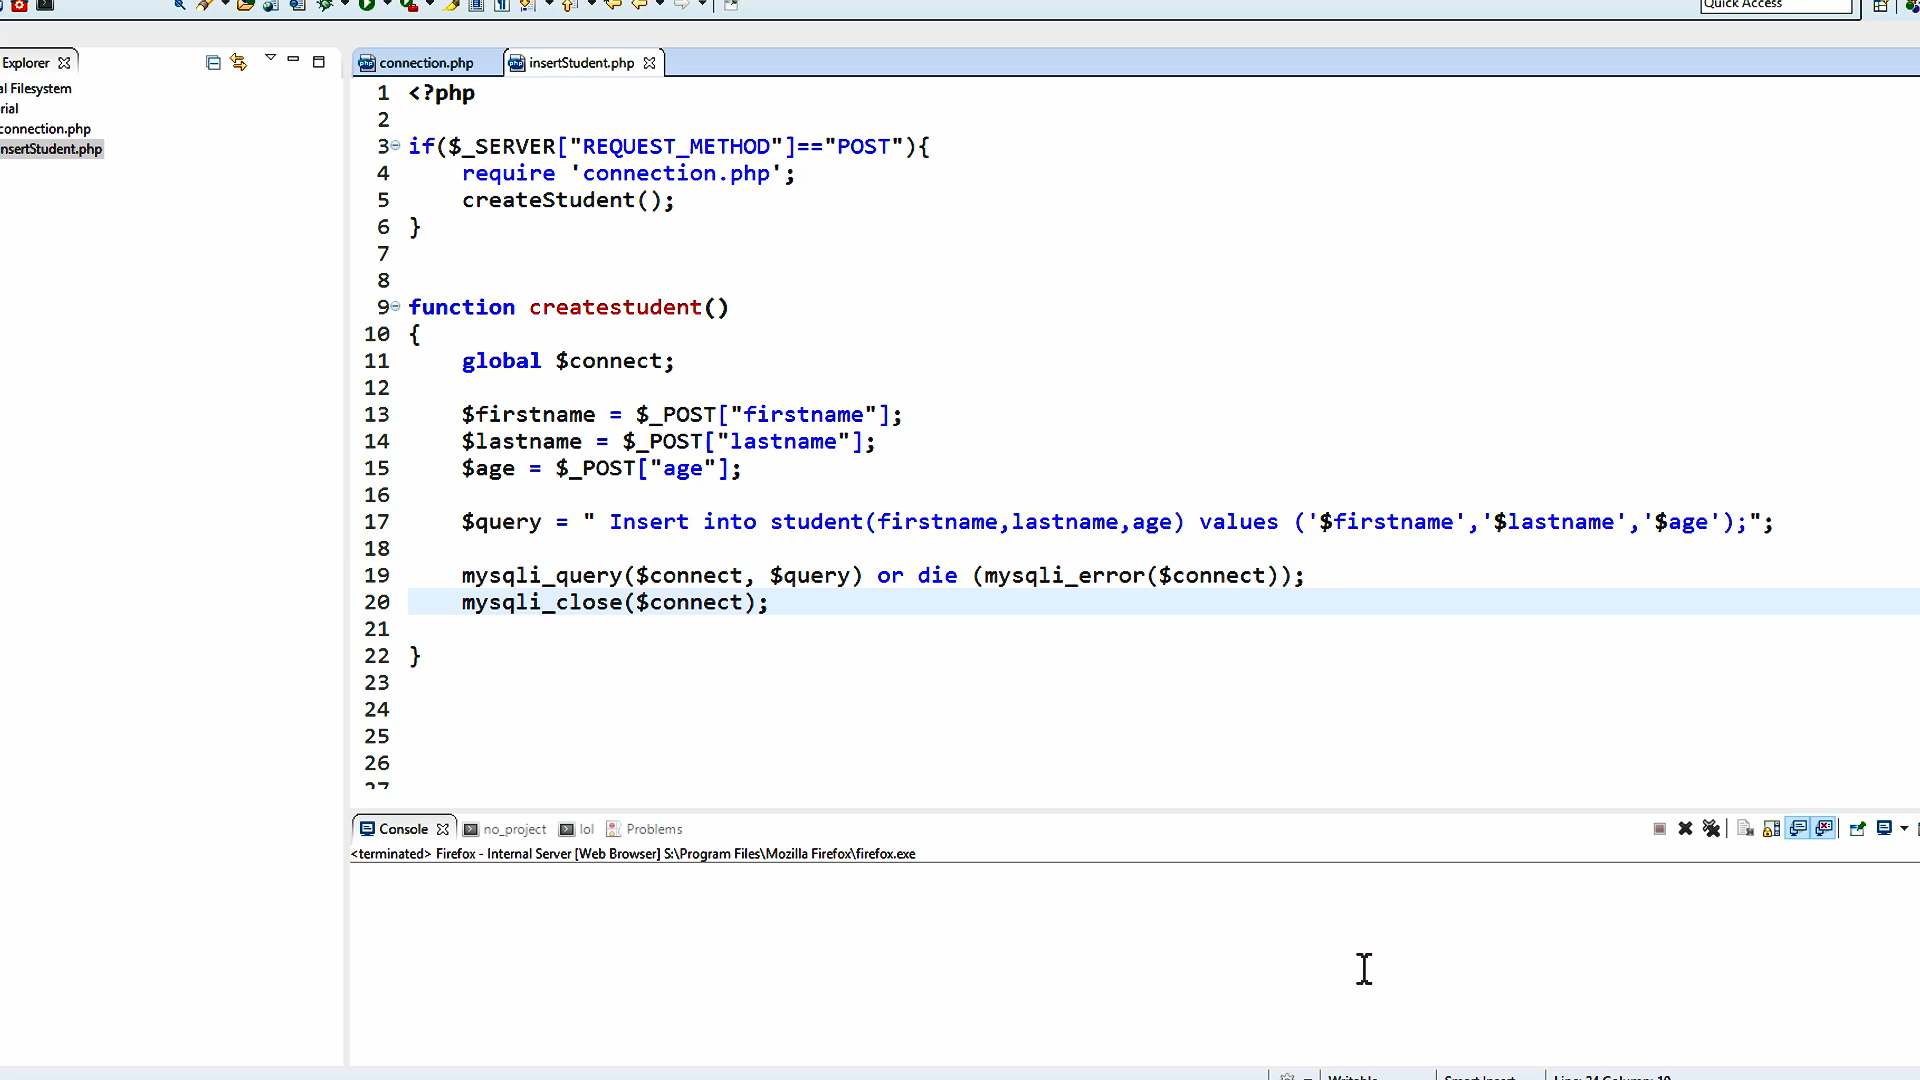 Quick Access
Explorer
al Filesystem
rial
connection.php
nsertStudent.php
connection.php
insertStudent.php
1 <?php
2
3 if($_SERVER["REQUEST_METHOD"]=="POST"){
4 require 'connection.php';
5 createStudent();
6 }
7
8
9 function createstudent()
10 {
11 global $connect;
12
13 $firstname = $_POST["firstname"];
14 $lastname = $_POST["lastname"];
15 $age = $_POST["age"];
16
17 $query = " Insert into student(firstname,lastname,age) values ('$firstname','$lastname','$age');";
18
19 mysqli_query($connect, $query) or die (mysqli_error($connect));
20 mysqli_close($connect);
21
22 }
23
24
25
26
27
Console no_project lol Problems
<terminated> Firefox - Internal Server [Web Browser] S:\Program Files\Mozilla Firefox\firefox.exe